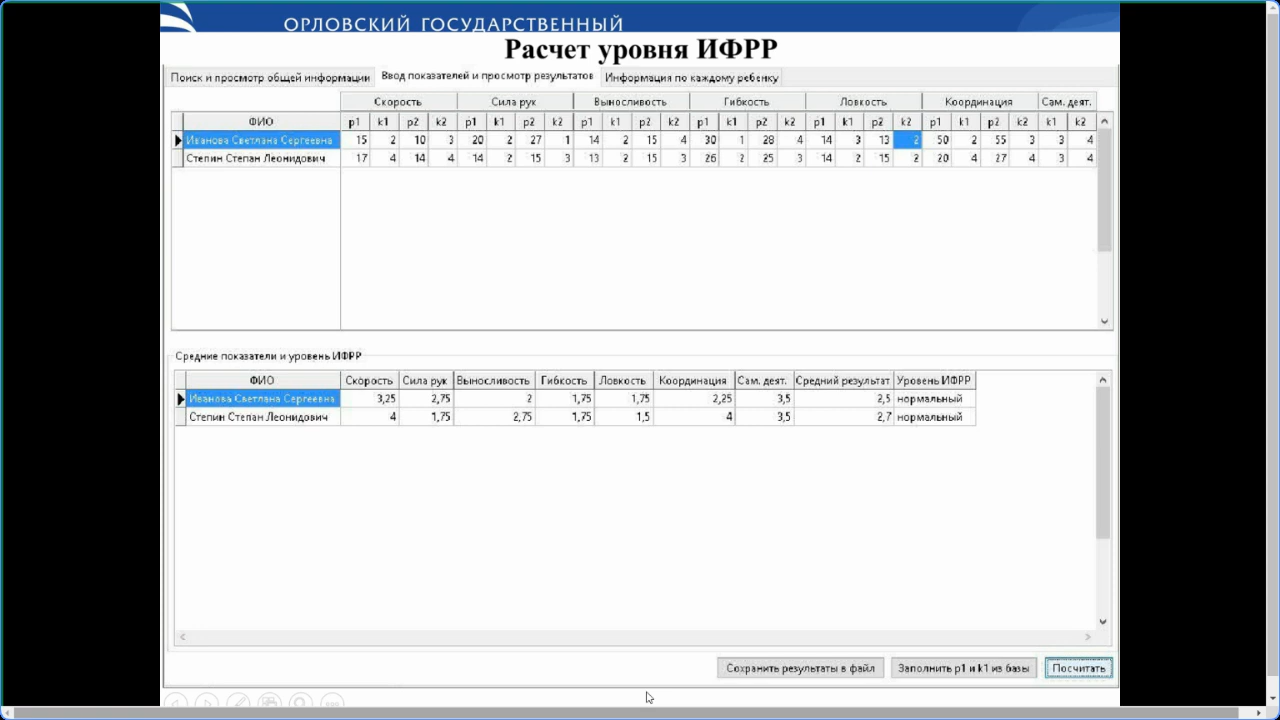 ОРЛОВСКИЙ ГОСУДАРСТВЕННЫЙ
Расчет уровня ИФРР
Поиск и просмотр общей информации Ввод показателей и просмотр результатов Информация по каждому ребенку
Скорость Сила рук Выносливость Гибкость Ловкость Координация Сам. деят.
ФИО p1 k1 p2 k2 p1 k1 p2 k2 p1 k1 p2 k2 p1 k1 p2 k2 p1 k1 p2 k2 p1 k1 p2 k2 k1 k2
Иванова Светлана Сергеевна 15 2 10 3 20 2 27 1 14 2 15 4 30 1 28 4 14 3 13 2 50 2 55 3 3 4
Степин Степан Леонидович 17 4 14 4 14 2 15 3 13 2 15 3 26 2 25 3 14 2 15 2 20 4 27 4 3 4
Средние показатели и уровень ИФРР
ФИО Скорость Сила рук Выносливость Гибкость Ловкость Координация Сам. деят. Средний результат Уровень ИФРР
Иванова Светлана Сергеевна 3,25 2,75 2 1,75 1,75 2,25 3,5 2,5 нормальный
Степин Степан Леонидович 4 1,75 2,75 1,75 1,5 4 3,5 2,7 нормальный
Сохранить результаты в файл Заполнить p1 и k1 из базы Посчитать